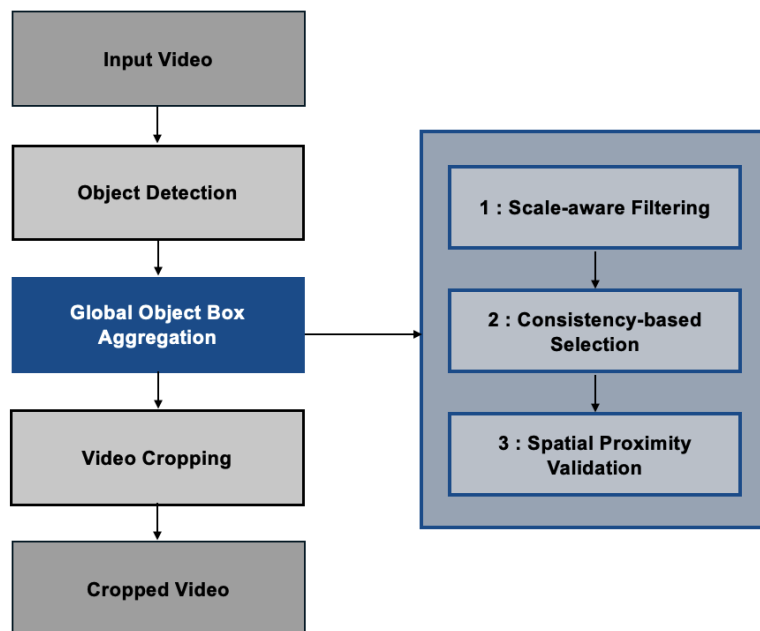 Input Video
Object Detection
Global Object Box
Aggregation
Video Cropping
Cropped Video
1 : Scale-aware Filtering
2 : Consistency-based
Selection
3 : Spatial Proximity
Validation